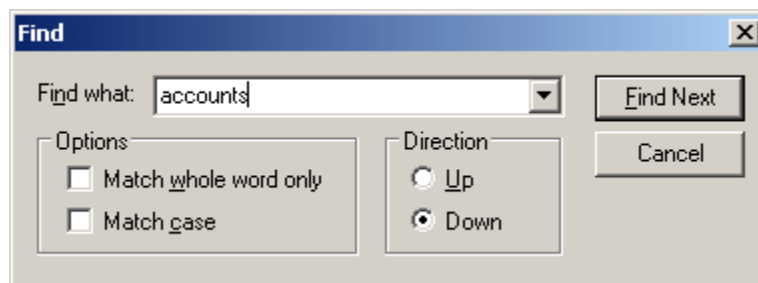 Find
Find what: accounts
Find Next
Options
Direction
Cancel
Match whole word only
Up
Match case
Down